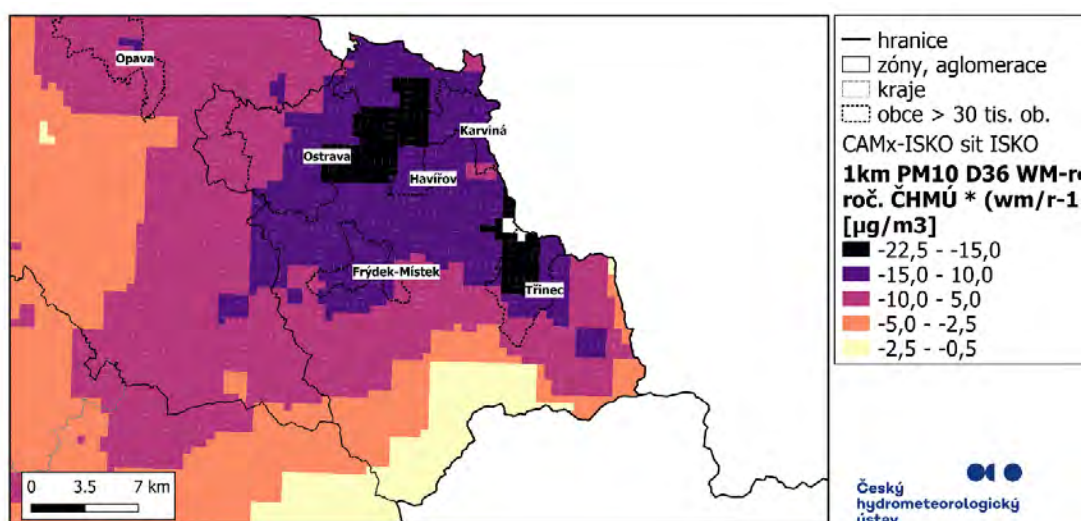 Opava
Ostrava
Karviná
Havířov
Frýdek-Místek
Třinec
0 3.5 7 km
hranice
zóny, aglomerace
kraje
obce > 30 tis. ob.
CAMx-ISKO sit ISKO
1km PM10 D36 WM-re
roč. ČHMÚ * (wm/r-1
[µg/m3]
-22,5 - -15,0
-15,0 - 10,0
-10,0 - 5,0
-5,0 - -2,5
-2,5 - -0,5
Český
hydrometeorologický
ústav